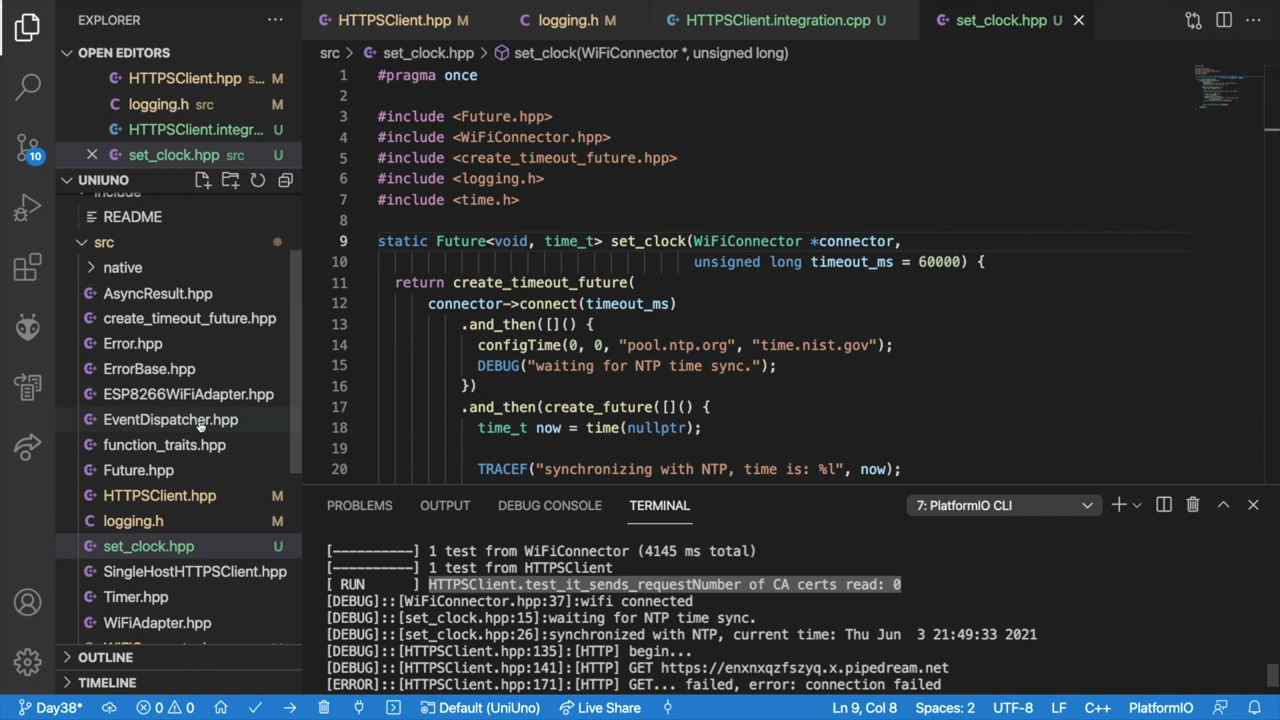 EXPLORER
HTTPSClient.hpp M
logging.h M
HTTPSClient.integration.cpp U
set_clock.hpp U
OPEN EDITORS
HTTPSClient.hpp s... M
logging.h src M
HTTPSClient.integr... U
set_clock.hpp src U
10
UNIUNO
README
src
native
AsyncResult.hpp
create_timeout_future.hpp
Error.hpp
ErrorBase.hpp
ESP8266WiFiAdapter.hpp
EventDispatcher.hpp
function_traits.hpp
Future.hpp
HTTPSClient.hpp M
logging.h M
set_clock.hpp U
SingleHostHTTPSClient.hpp
Timer.hpp
WiFiAdapter.hpp
OUTLINE
TIMELINE
src > set_clock.hpp > set_clock(WiFiConnector *, unsigned long)
1 #pragma once
2
3 #include <Future.hpp>
4 #include <WiFiConnector.hpp>
5 #include <create_timeout_future.hpp>
6 #include <logging.h>
7 #include <time.h>
8
9 static Future<void, time_t> set_clock(WiFiConnector *connector,
10 unsigned long timeout_ms = 60000) {
11 return create_timeout_future(
12 connector->connect(timeout_ms)
13 .and_then([]() {
14 configTime(0, 0, "pool.ntp.org", "time.nist.gov");
15 DEBUG("waiting for NTP time sync.");
16 })
17 .and_then(create_future([]() {
18 time_t now = time(nullptr);
19
20 TRACEF("synchronizing with NTP, time is: %l", now);
PROBLEMS OUTPUT DEBUG CONSOLE TERMINAL 7: PlatformIO CLI
[----------] 1 test from WiFiConnector (4145 ms total)
[----------] 1 test from HTTPSClient
[ RUN      ] HTTPSClient.test_it_sends_requestNumber of CA certs read: 0
[DEBUG]::[WiFiConnector.hpp:37]:wifi connected
[DEBUG]::[set_clock.hpp:15]:waiting for NTP time sync.
[DEBUG]::[set_clock.hpp:26]:synchronized with NTP, current time: Thu Jun  3 21:49:33 2021
[DEBUG]::[HTTPSClient.hpp:135]:[HTTP] begin...
[DEBUG]::[HTTPSClient.hpp:141]:[HTTP] GET https://enxnxqzfszyq.x.pipedream.net
[ERROR]::[HTTPSClient.hpp:171]:[HTTP] GET... failed, error: connection failed
Day38* 0 0 Default (UniUno) Live Share Ln 9, Col 8 Spaces: 2 UTF-8 LF C++ PlatformIO